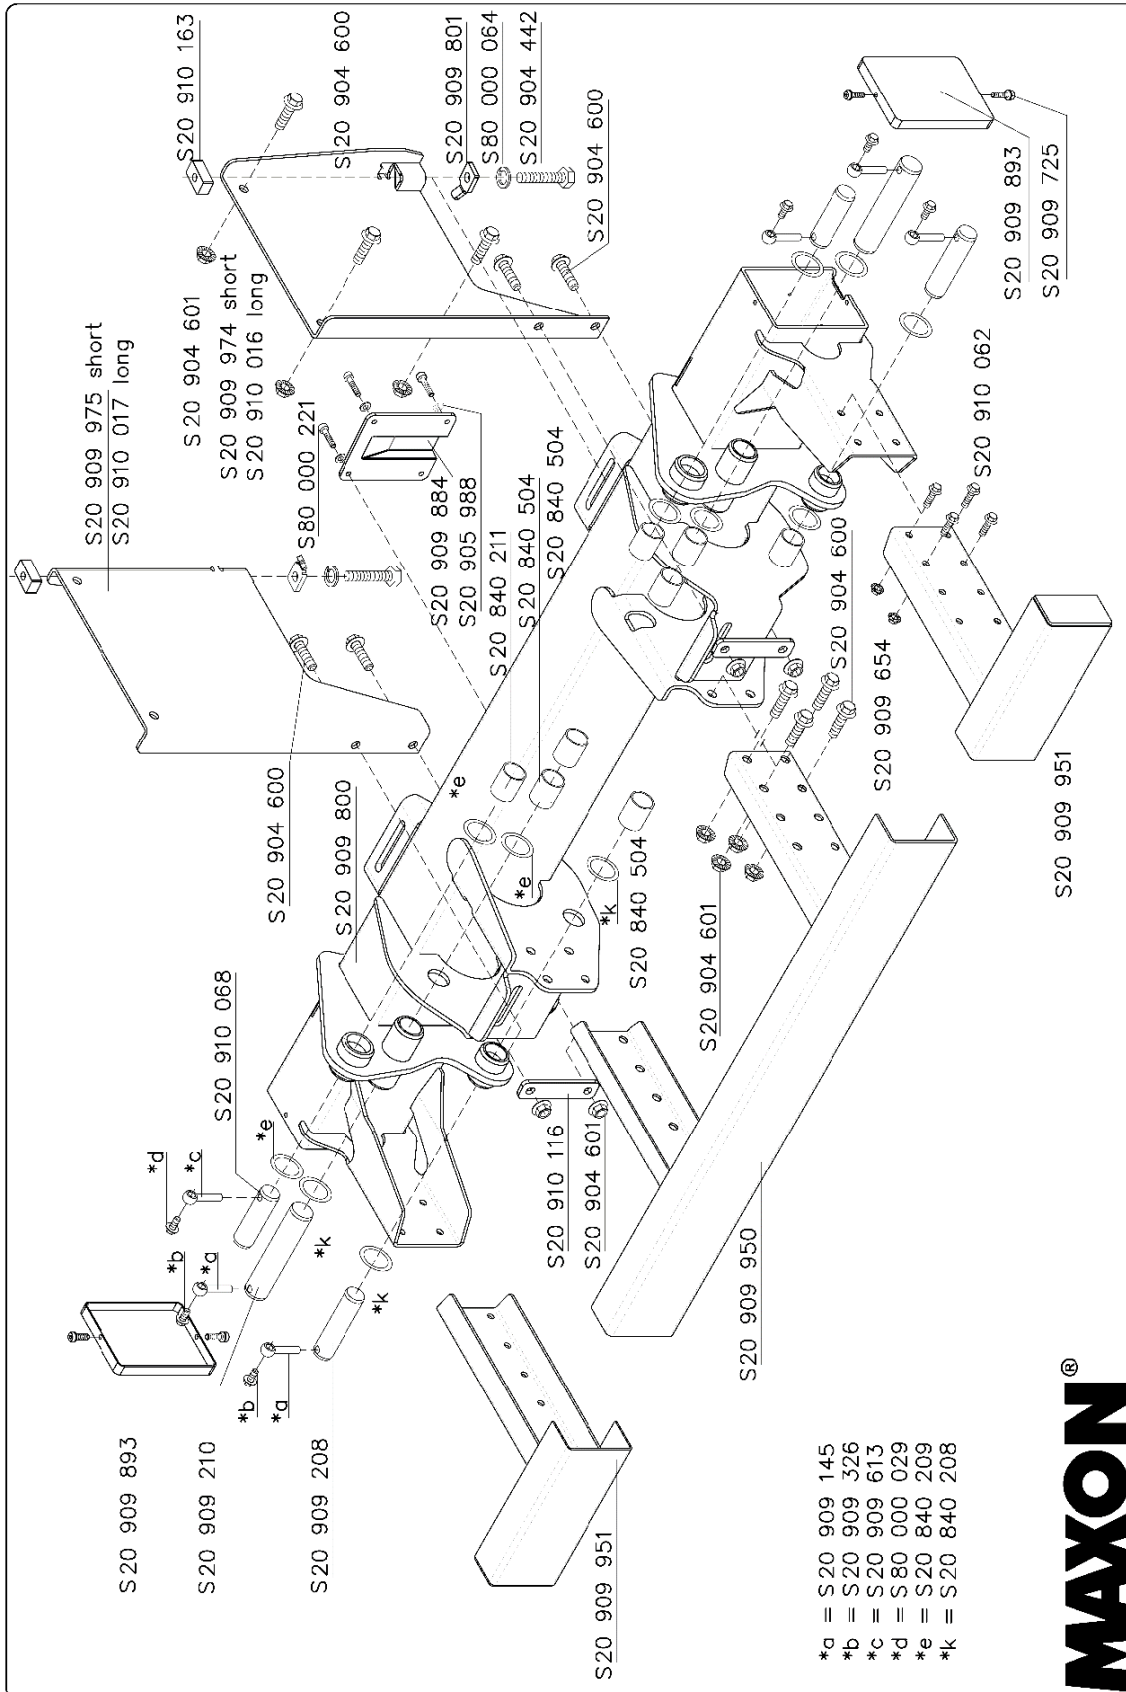 S20 910 163
S20 904 600
S20 909 801
S80 000 064
S20 904 442
S20 904 600
S20 909 893
S20 909 725
S20 904 601
S20 909 974 short
S20 910 016 long
S20 909 975 short
S20 910 017 long
S80 000 221
S20 909 884
S20 905 988
S20 840 211
S20 840 504
S20 840 504
S20 910 062
S20 904 600
S20 909 654
S20 909 951
S20 904 600
S20 909 800
*e
*e
*k
S20 840 504
S20 904 601
S20 910 068
*e
*d
*c
*b
*a
*k
*k
*b
*a
S20 910 116
S20 904 601
S20 909 950
S20 909 893
S20 909 210
S20 909 208
S20 909 951
*a = S20 909 145
*b = S20 909 326
*c = S20 909 613
*d = S80 000 029
*e = S20 840 209
*k = S20 840 208
MAXON®